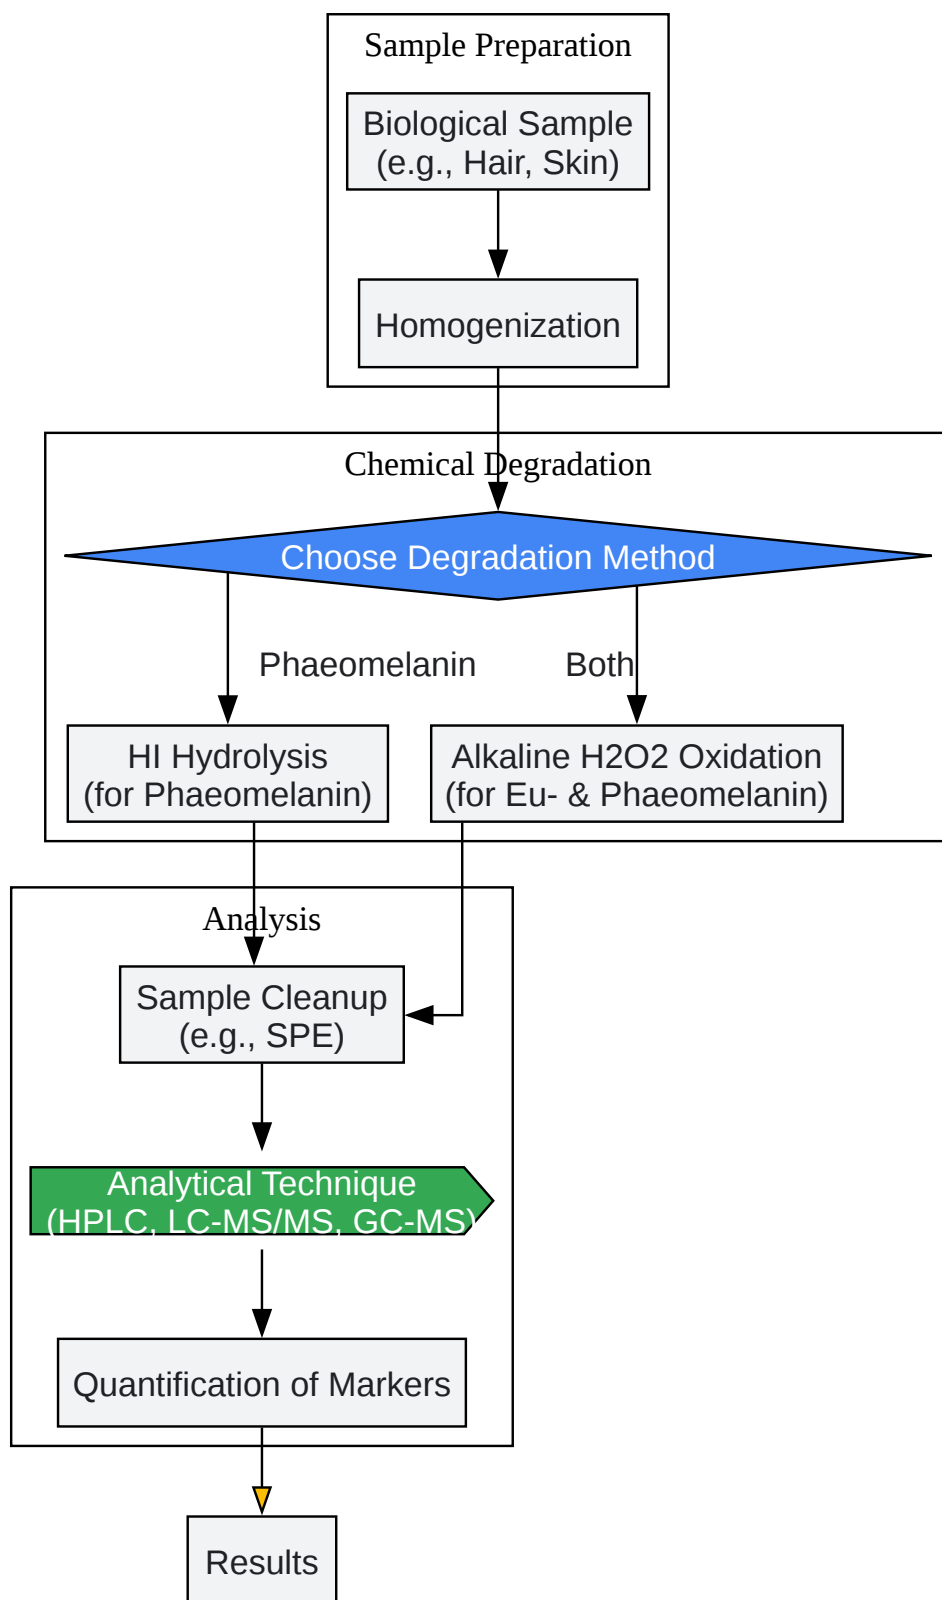 Sample Preparation
Biological Sample
(e.g., Hair, Skin)
Homogenization
Chemical Degradation
Choose Degradation Method
Phaeomelanin
Both
HI Hydrolysis
(for Phaeomelanin)
Alkaline H2O2 Oxidation
(for Eu- & Phaeomelanin)
Analysis
Sample Cleanup
(e.g., SPE)
Analytical Technique
(HPLC, LC-MS/MS, GC-MS)
Quantification of Markers
Results